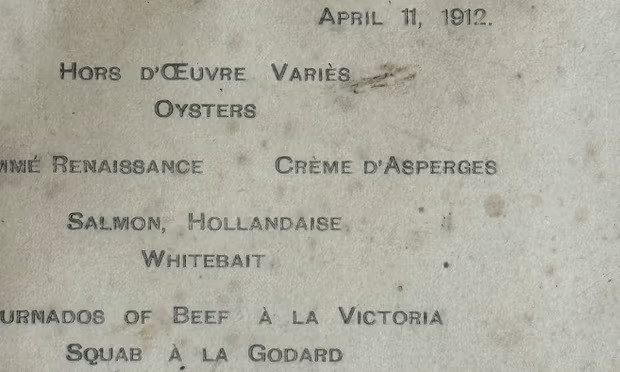 APRIL 11, 1912.
HORS D'ŒUVRE VARIÈS
OYSTERS
MMÉ RENAISSANCE CRÈME D'ASPERGES
SALMON, HOLLANDAISE
WHITEBAIT
URNADOS OF BEEF À LA VICTORIA
SQUAB À LA GODARD